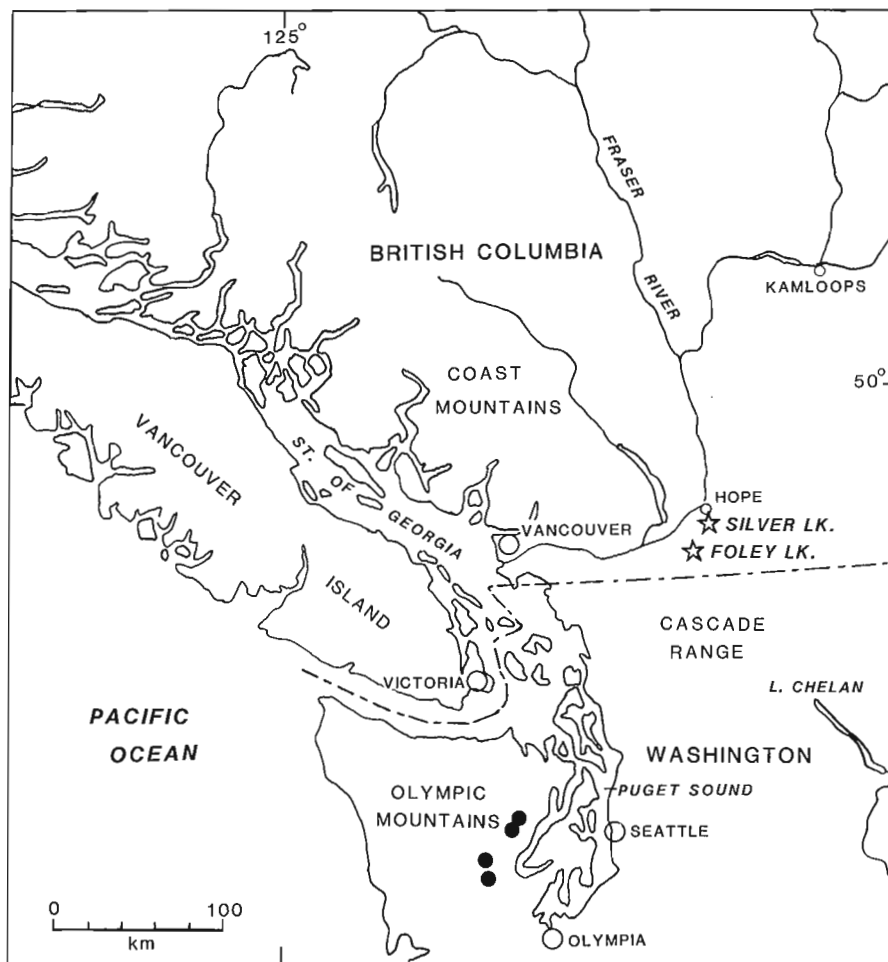 125°
FRASER
RIVER
BRITISH COLUMBIA
KAMLOOPS
50°
COAST
MOUNTAINS
VANCOUVER
ISLAND
ST. OF GEORGIA
HOPE
VANCOUVER
SILVER LK.
FOLEY LK.
CASCADE
RANGE
VICTORIA
L. CHELAN
PACIFIC
OCEAN
WASHINGTON
OLYMPIC
MOUNTAINS
PUGET SOUND
SEATTLE
OLYMPIA
0 100
km